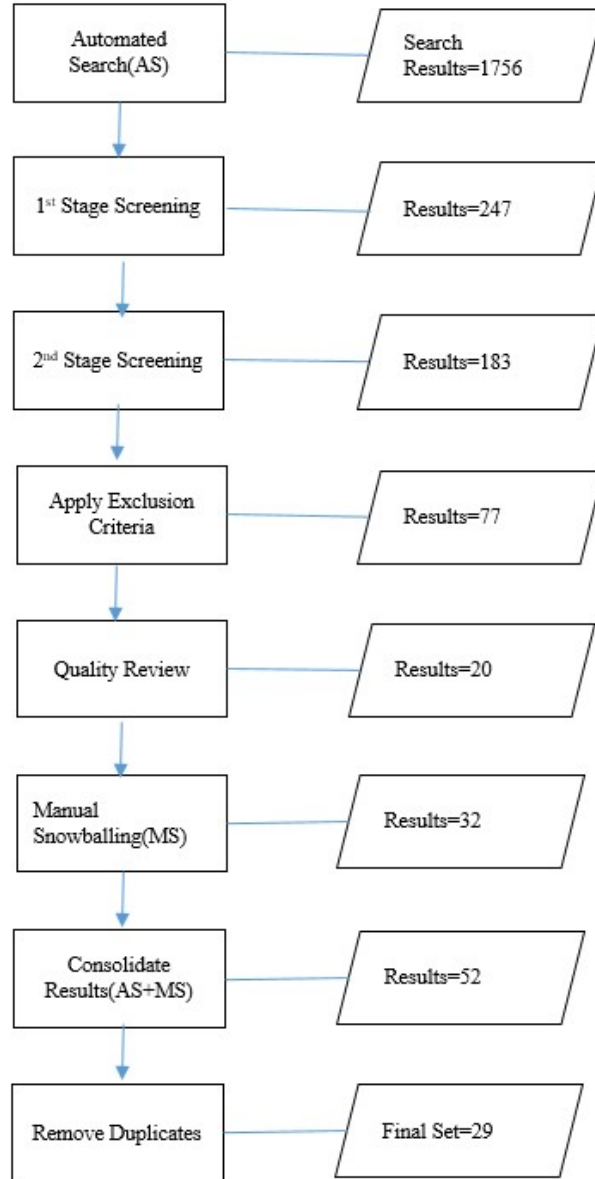 Automated
Search(AS)
Search
Results=1756
1st Stage Screening
Results=247
2nd Stage Screening
Results=183
Apply Exclusion
Criteria
Results=77
Quality Review
Results=20
Manual
Snowballing(MS)
Results=32
Consolidate
Results(AS+MS)
Results=52
Remove Duplicates
Final Set=29